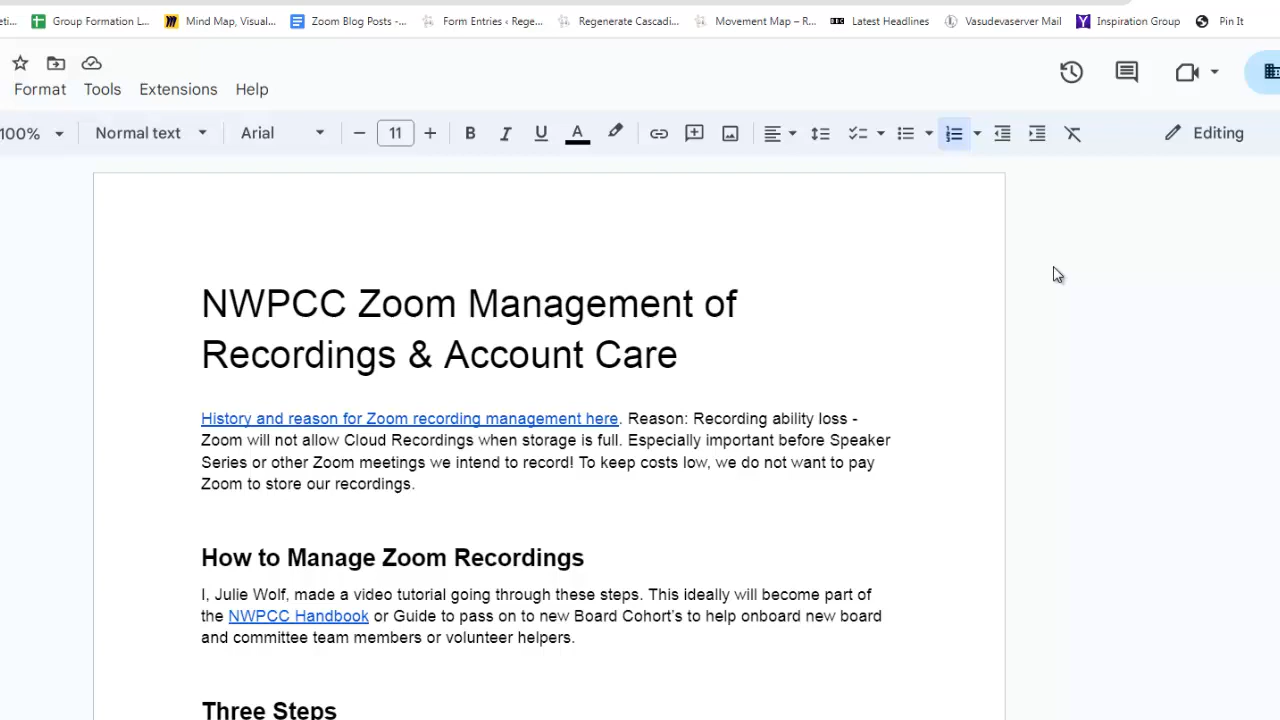 Group Formation L...
Mind Map, Visual...
Zoom Blog Posts -...
Form Entries ‹ Rege...
Regenerate Cascadi...
Movement Map – R...
Latest Headlines
Vasudevaserver Mail
Inspiration Group
Pin It
Format Tools Extensions Help
100% Normal text Arial 11 Editing
NWPCC Zoom Management of
Recordings & Account Care
History and reason for Zoom recording management here. Reason: Recording ability loss -
Zoom will not allow Cloud Recordings when storage is full. Especially important before Speaker
Series or other Zoom meetings we intend to record! To keep costs low, we do not want to pay
Zoom to store our recordings.
How to Manage Zoom Recordings
I, Julie Wolf, made a video tutorial going through these steps. This ideally will become part of
the NWPCC Handbook or Guide to pass on to new Board Cohort's to help onboard new board
and committee team members or volunteer helpers.
Three Steps